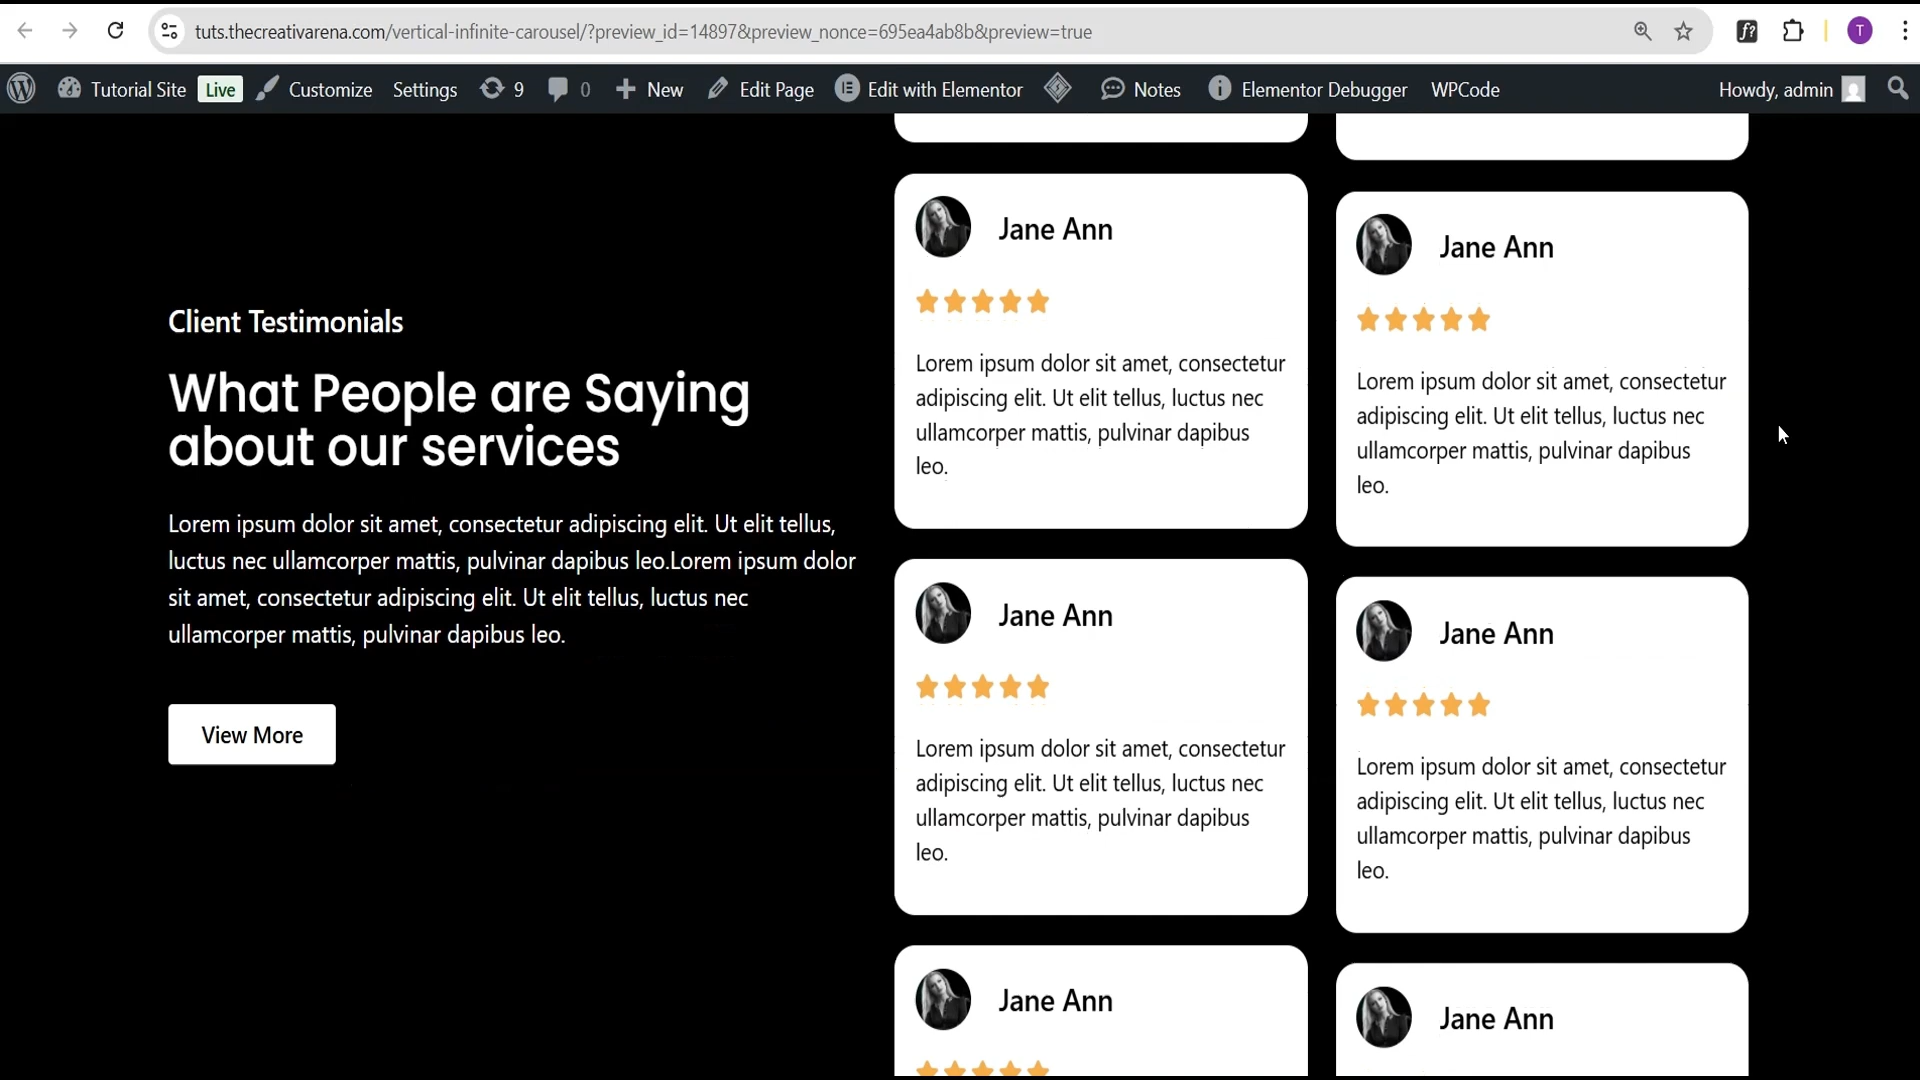 tuts.thecreativarena.com/vertical-infinite-carousel/?preview_id=14897&preview_nonce=695ea4ab8b&preview=true
f?
T
Tutorial Site
Live
Customize
Settings
9
0
New
Edit Page
Edit with Elementor
Notes
Elementor Debugger
WPCode
Howdy, admin
Client Testimonials
What People are Saying
about our services
Lorem ipsum dolor sit amet, consectetur adipiscing elit. Ut elit tellus,
luctus nec ullamcorper mattis, pulvinar dapibus leo.Lorem ipsum dolor
sit amet, consectetur adipiscing elit. Ut elit tellus, luctus nec
ullamcorper mattis, pulvinar dapibus leo.
View More
Jane Ann
Lorem ipsum dolor sit amet, consectetur
adipiscing elit. Ut elit tellus, luctus nec
ullamcorper mattis, pulvinar dapibus
leo.
Jane Ann
Lorem ipsum dolor sit amet, consectetur
adipiscing elit. Ut elit tellus, luctus nec
ullamcorper mattis, pulvinar dapibus
leo.
Jane Ann
Jane Ann
Lorem ipsum dolor sit amet, consectetur
adipiscing elit. Ut elit tellus, luctus nec
ullamcorper mattis, pulvinar dapibus
leo.
Jane Ann
Lorem ipsum dolor sit amet, consectetur
adipiscing elit. Ut elit tellus, luctus nec
ullamcorper mattis, pulvinar dapibus
leo.
Jane Ann